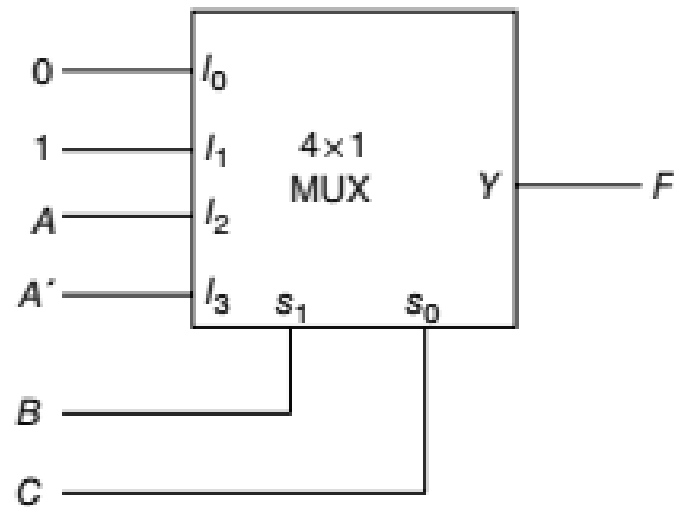 0 I₀
1 I₁ 4×1
MUX
A I₂ Y F
A′ I₃ s₁ s₀
B
C